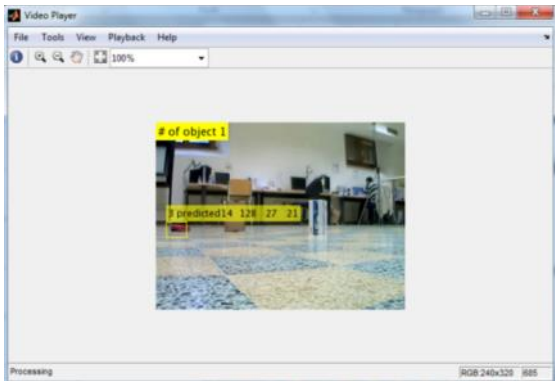 Video Player
File Tools View Playback Help
100%
# of object 1
3 predicted14 128 27 21
Processing
RGB:240x320 685